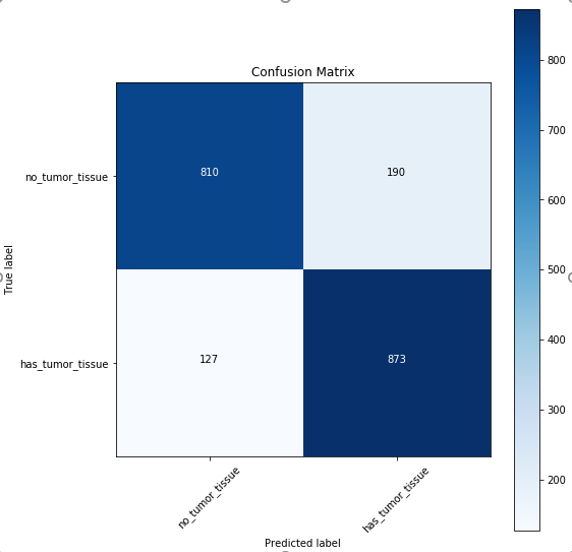 Confusion Matrix
True label
no_tumor_tissue
810
190
has_tumor_tissue
127
873
no_tumor_tissue
has_tumor_tissue
Predicted label
800
700
600
500
400
300
200